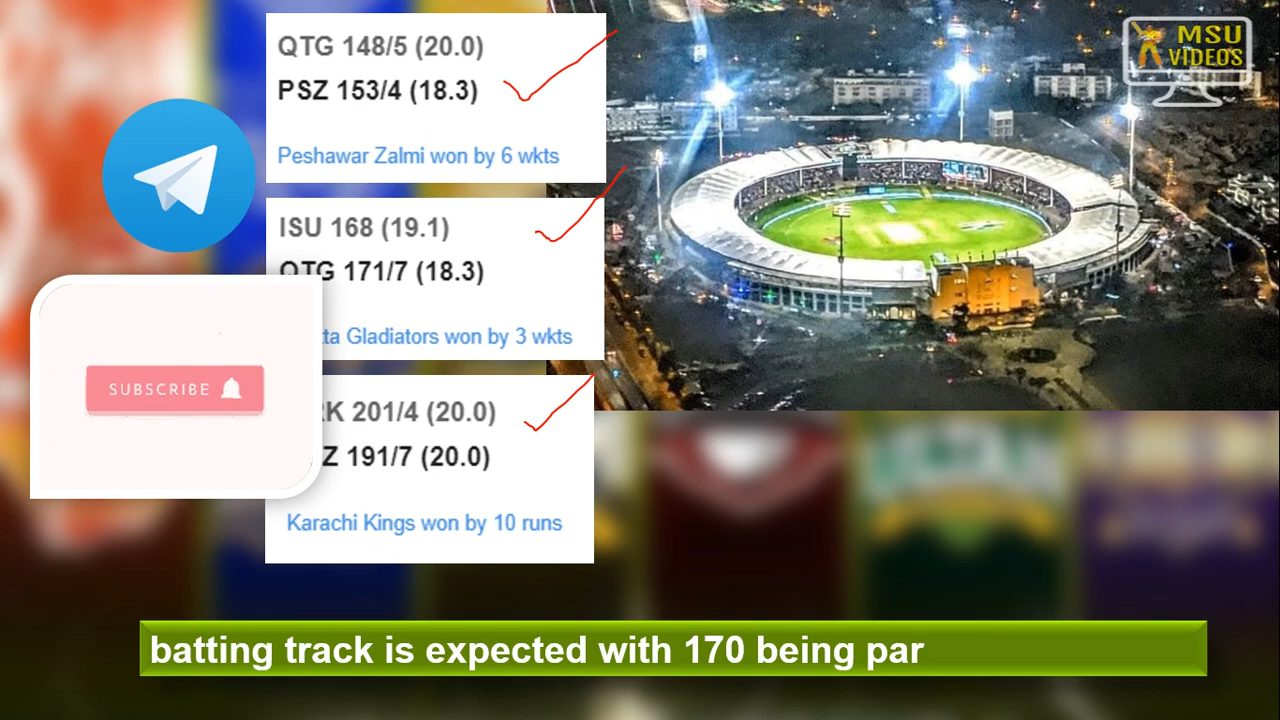 QTG 148/5 (20.0)
PSZ 153/4 (18.3)
Peshawar Zalmi won by 6 wkts
ISU 168 (19.1)
QTG 171/7 (18.3)
tta Gladiators won by 3 wkts
RK 201/4 (20.0)
Z 191/7 (20.0)
Karachi Kings won by 10 runs
SUBSCRIBE
MSU
VIDEOS
batting track is expected with 170 being par